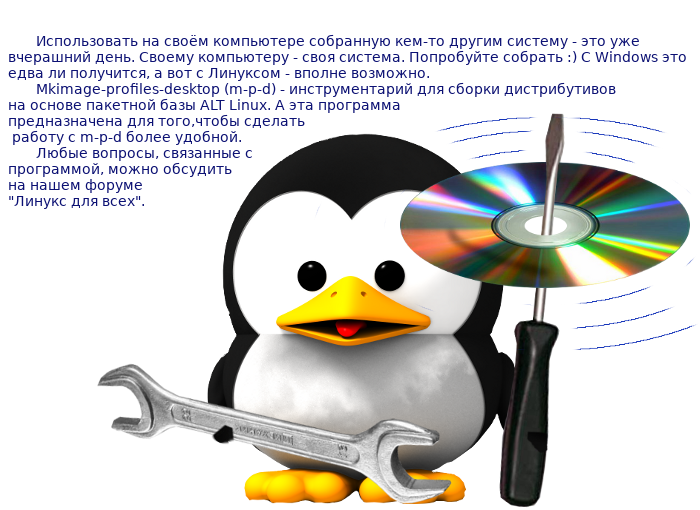 Использовать на своём компьютере собранную кем-то другим систему - это уже
вчерашний день. Своему компьютеру - своя система. Попробуйте собрать :) С Windows это
едва ли получится, а вот с Линуксом - вполне возможно.
Mkimage-profiles-desktop (m-p-d) - инструментарий для сборки дистрибутивов
на основе пакетной базы ALT Linux. А эта программа
предназначена для того,чтобы сделать
работу с m-p-d более удобной.
Любые вопросы, связанные с
программой, можно обсудить
на нашем форуме
"Линукс для всех".